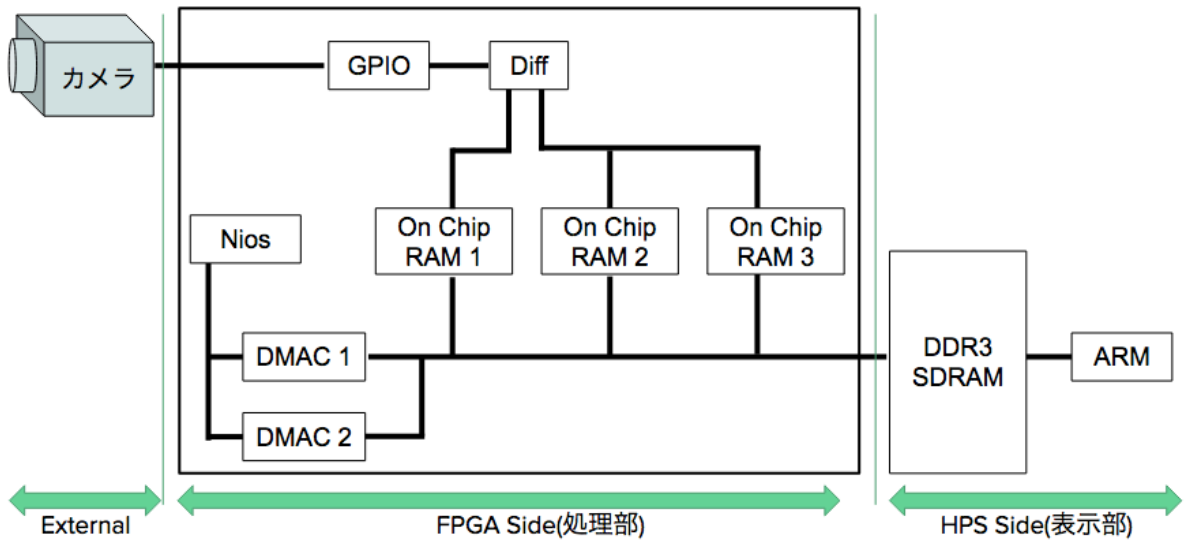 カメラ
GPIO
Diff
Nios
On Chip
RAM 1
On Chip
RAM 2
On Chip
RAM 3
DMAC 1
DMAC 2
DDR3
SDRAM
ARM
External
FPGA Side(処理部)
HPS Side(表示部)